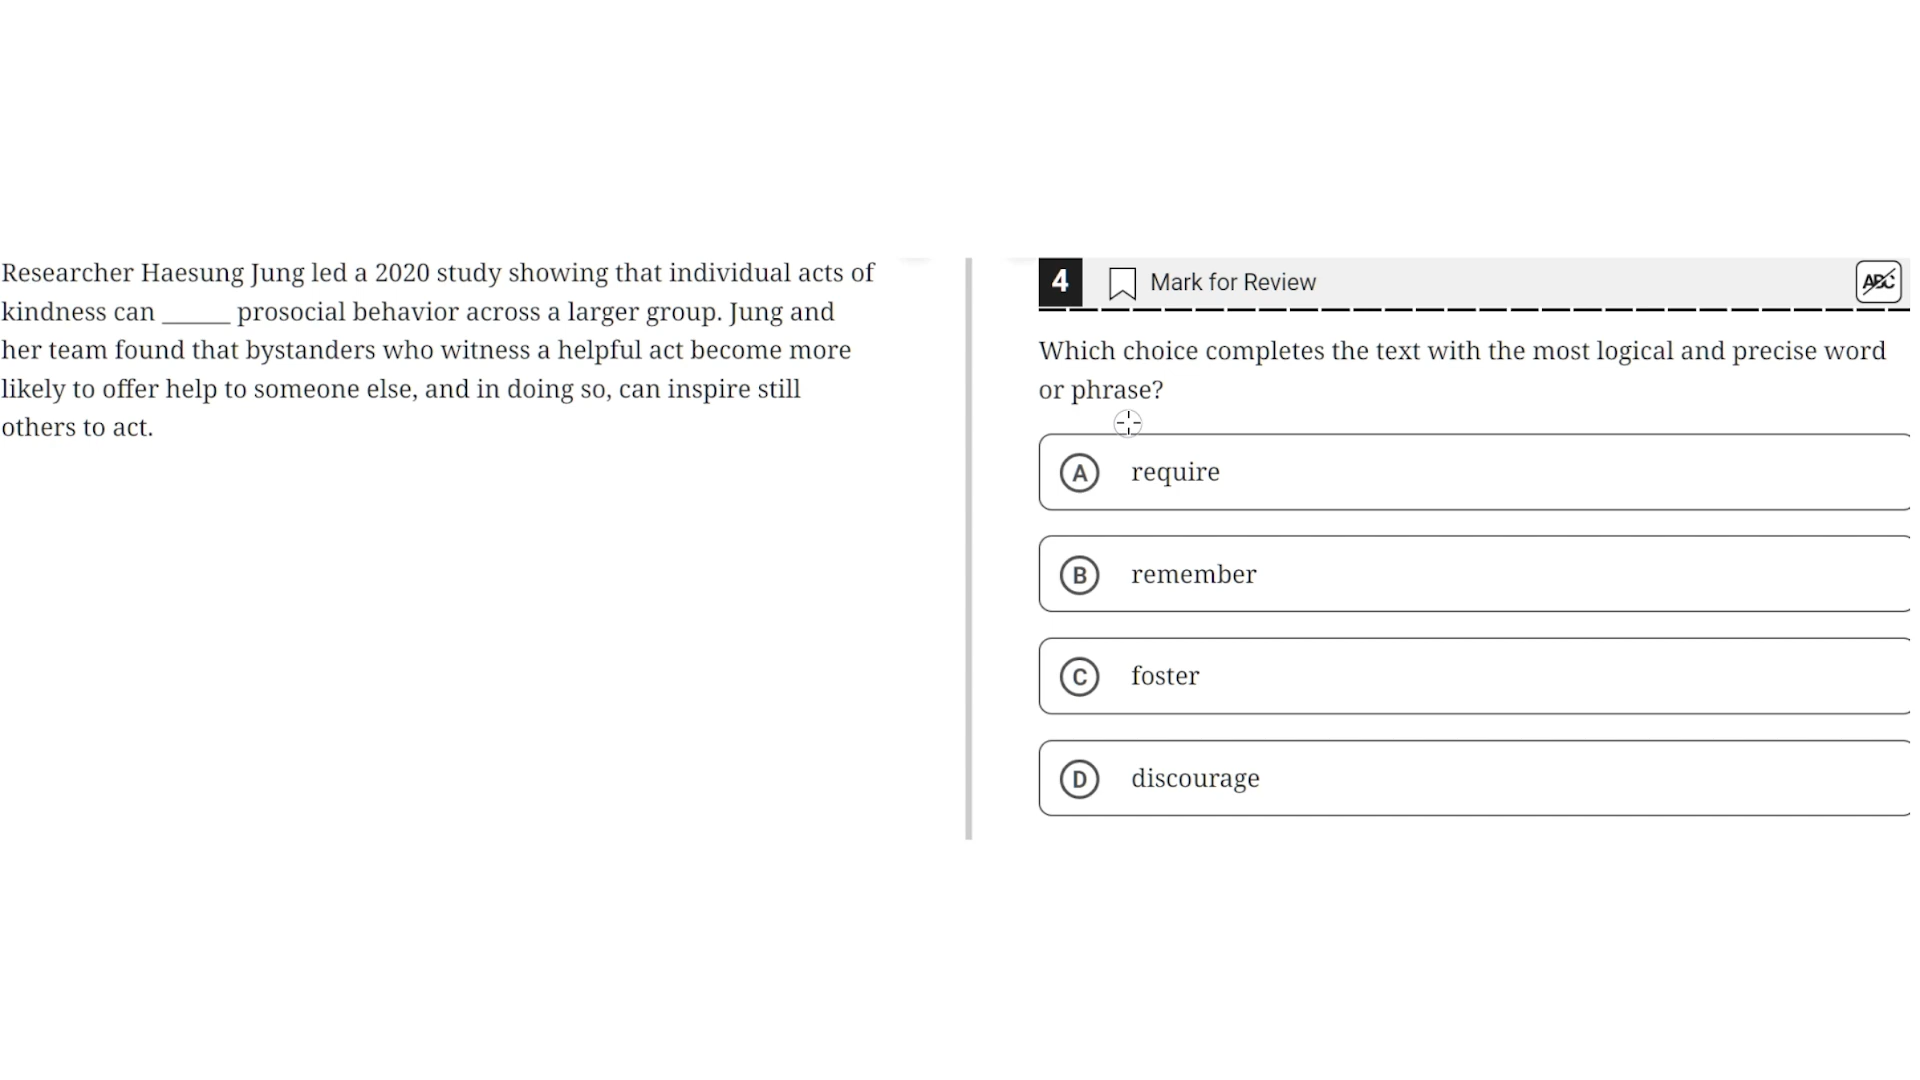 Researcher Haesung Jung led a 2020 study showing that individual acts of
kindness can ______ prosocial behavior across a larger group. Jung and
her team found that bystanders who witness a helpful act become more
likely to offer help to someone else, and in doing so, can inspire still
others to act.
4 Mark for Review ABC
Which choice completes the text with the most logical and precise word
or phrase?
A require
B remember
C foster
D discourage